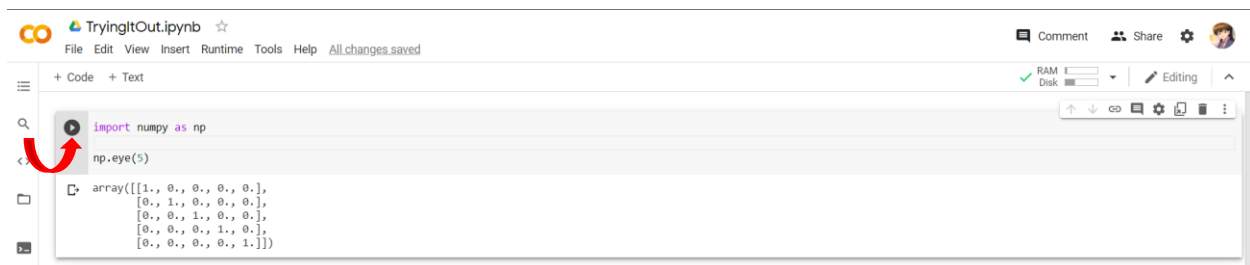 TryingItOut.ipynb
File Edit View Insert Runtime Tools Help All changes saved
Comment Share
+ Code + Text
RAM
Disk
Editing
import numpy as np
np.eye(5)
array([[1., 0., 0., 0., 0.],
[0., 1., 0., 0., 0.],
[0., 0., 1., 0., 0.],
[0., 0., 0., 1., 0.],
[0., 0., 0., 0., 1.]])